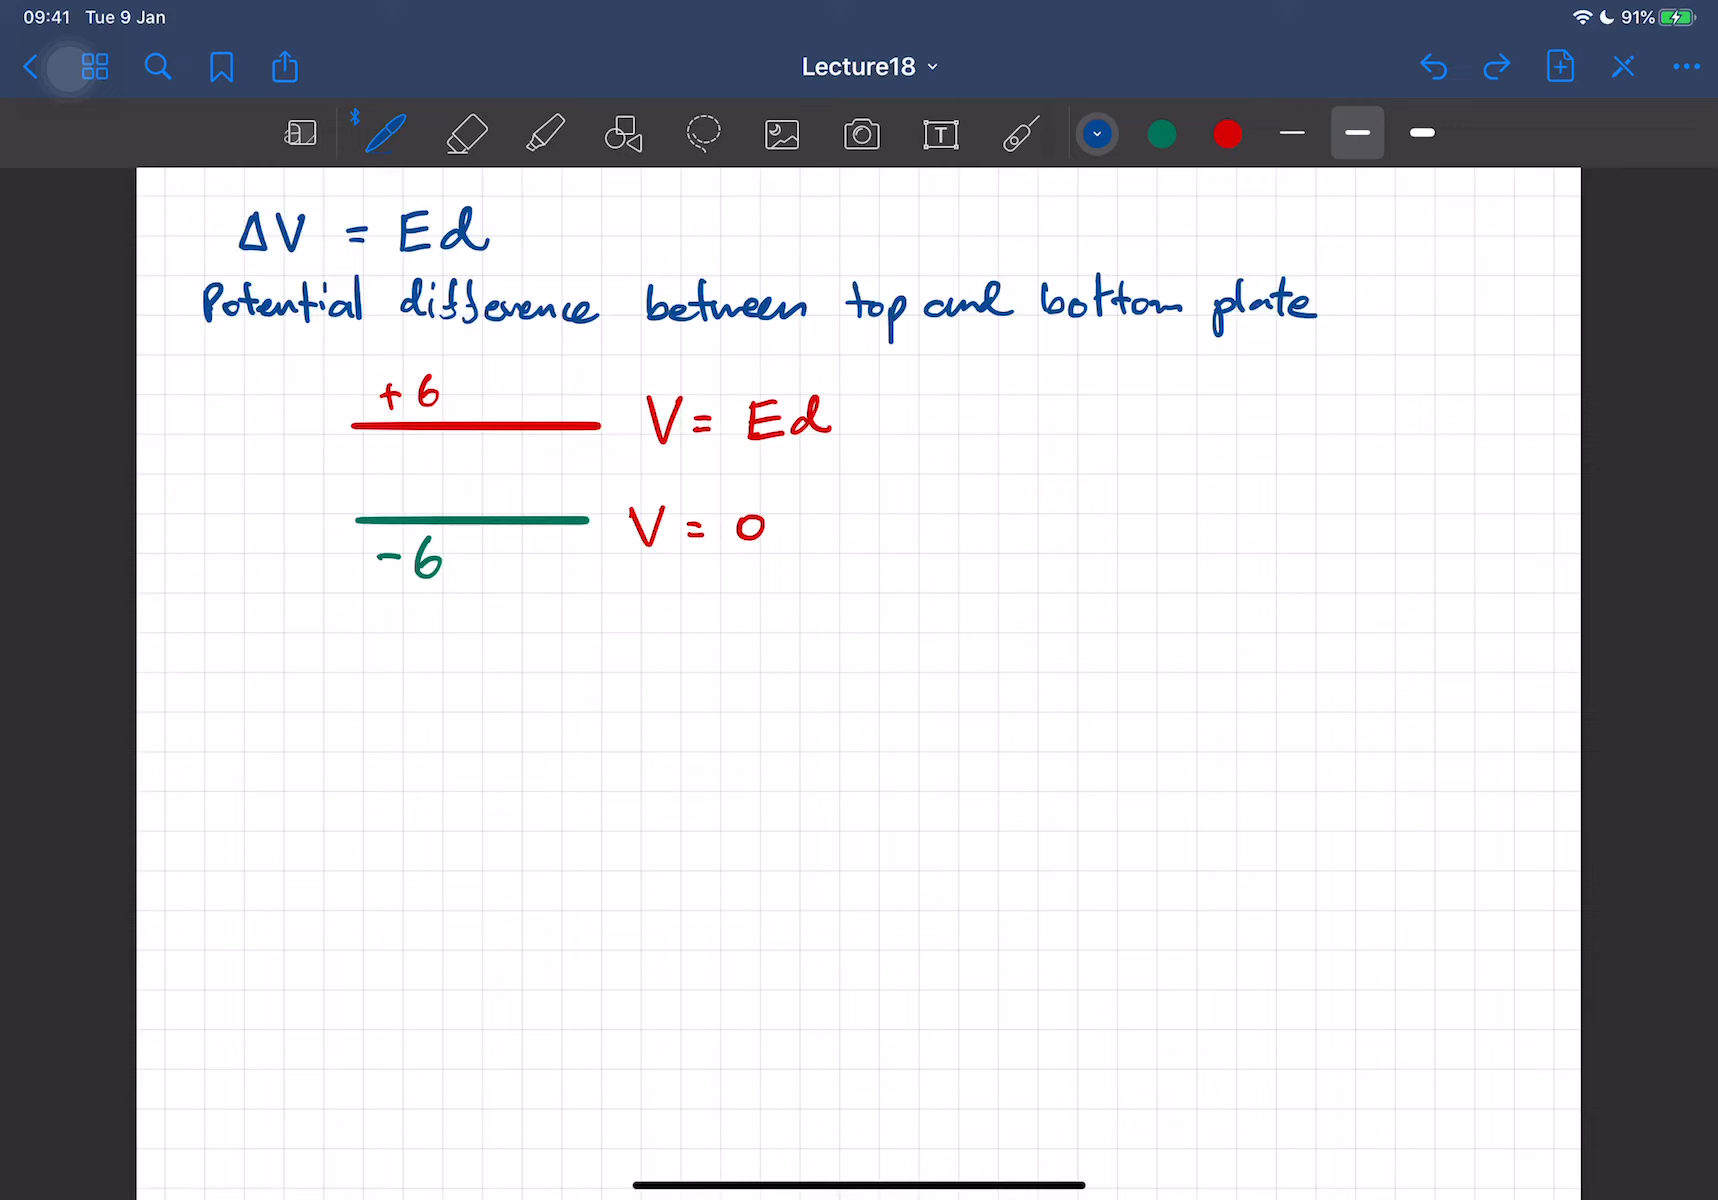 09:41 Tue 9 Jan 91%
Lecture18
T
ΔV = Ed
Potential difference between top and bottom plate
+6
V = Ed
V = 0
-6